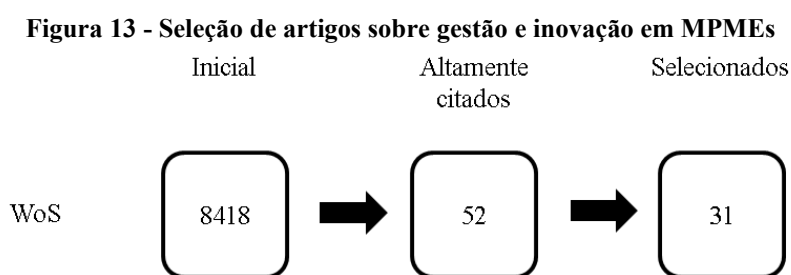 Figura 13 - Seleção de artigos sobre gestão e inovação em MPMEs
Inicial
Altamente
citados
Selecionados
WoS
8418
52
31